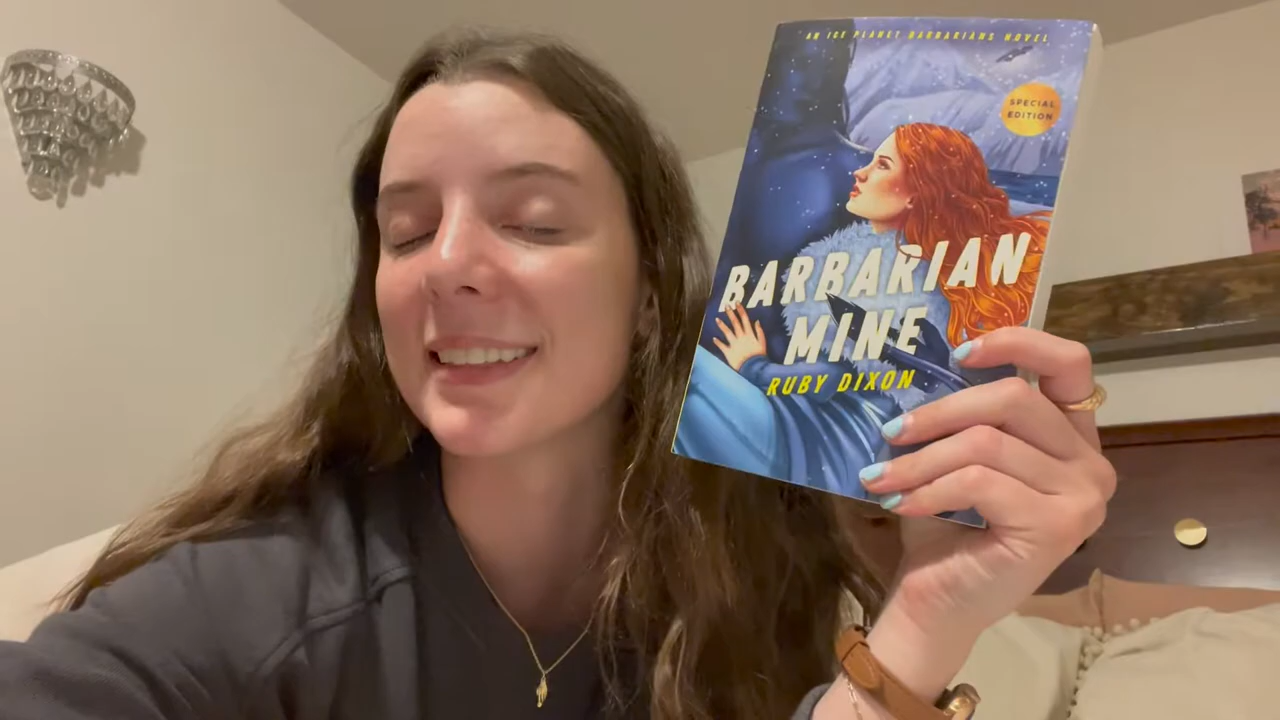 AN ICE PLANET BARBARIANS NOVEL
SPECIAL
EDITION
BARBARIAN
MINE
RUBY DIXON